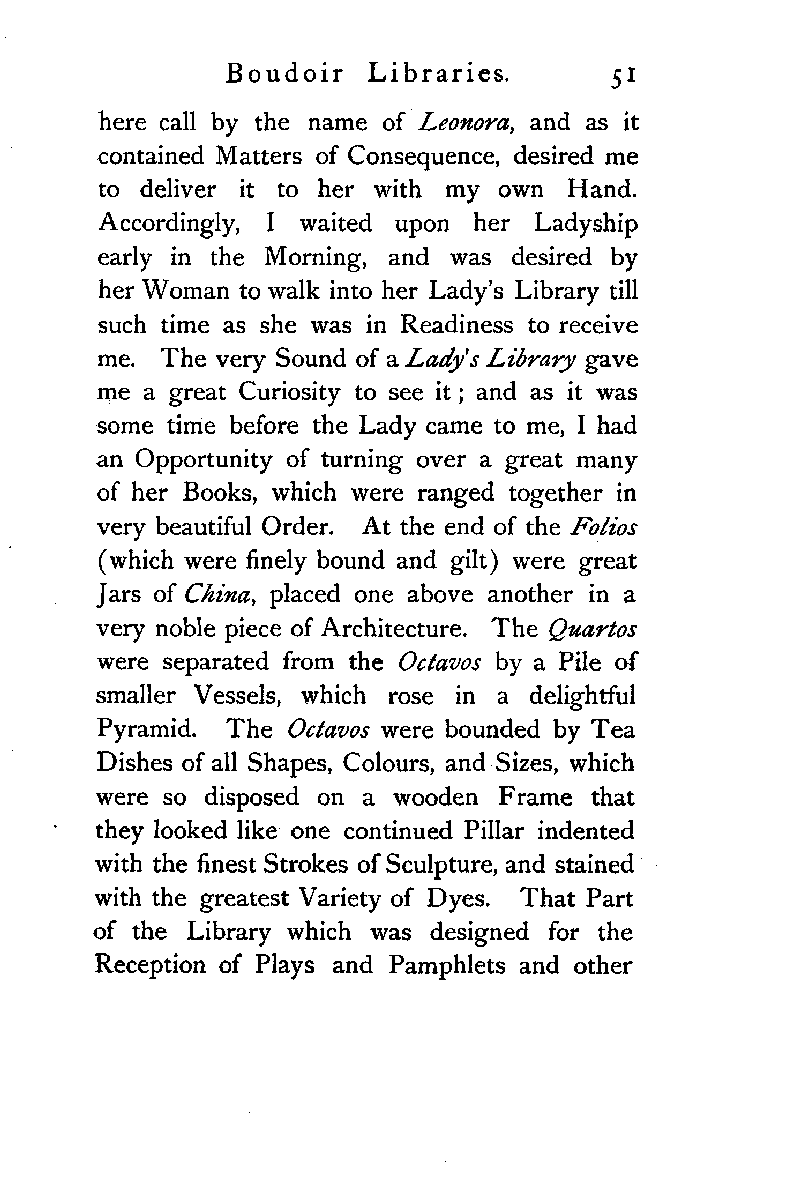 Boudoir Libraries. 51
here call by the name of Leonora, and as it
contained Matters of Consequence, desired me
to deliver it to her with my own Hand.
Accordingly, I waited upon her Ladyship
early in the Morning, and was desired by
her Woman to walk into her Lady's Library till
such time as she was in Readiness to receive
me. The very Sound of a Lady's Library gave
me a great Curiosity to see it ; and as it was
some time before the Lady came to me, I had
an Opportunity of turning over a great many
of her Books, which were ranged together in
very beautiful Order. At the end of the Folios
(which were finely bound and gilt) were great
Jars of China, placed one above another in a
very noble piece of Architecture. The Quartos
were separated from the Octavos by a Pile of
smaller Vessels, which rose in a delightful
Pyramid. The Octavos were bounded by Tea
Dishes of all Shapes, Colours, and Sizes, which
were so disposed on a wooden Frame that
they looked like one continued Pillar indented
with the finest Strokes of Sculpture, and stained
with the greatest Variety of Dyes. That Part
of the Library which was designed for the
Reception of Plays and Pamphlets and other